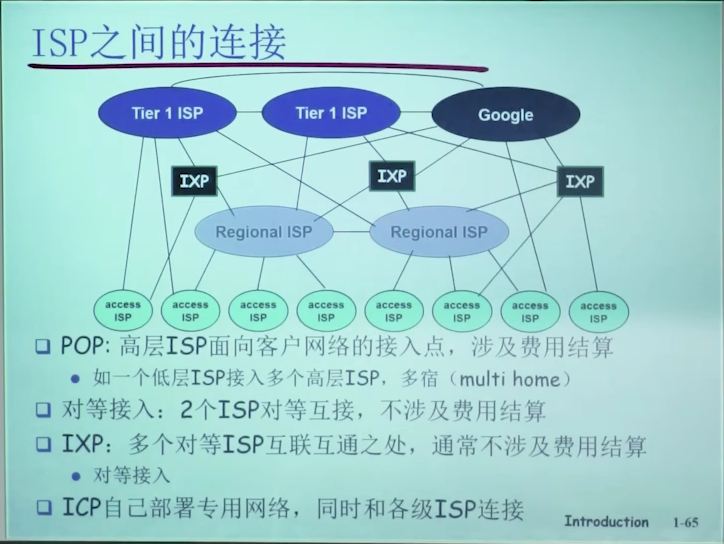 ISP之间的连接
Tier 1 ISP
Tier 1 ISP
Google
IXP
IXP
IXP
Regional ISP
Regional ISP
access
ISP
access
ISP
access
ISP
access
ISP
access
ISP
access
ISP
access
ISP
access
ISP
POP: 高层ISP面向客户网络的接入点，涉及费用结算
如一个低层ISP接入多个高层ISP，多宿（multi home）
对等接入：2个ISP对等互接，不涉及费用结算
IXP：多个对等ISP互联互通之处，通常不涉及费用结算
对等接入
ICP自己部署专用网络，同时和各级ISP连接
Introduction 1-65